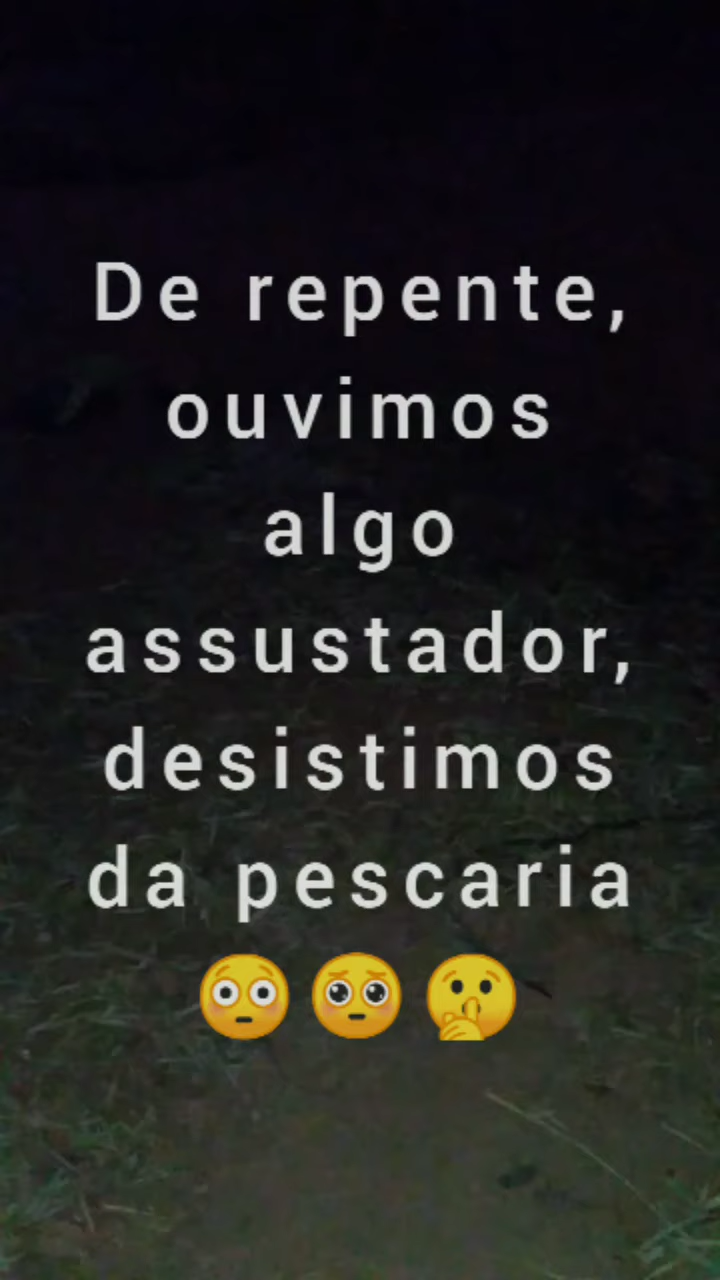 De repente,
ouvimos
algo
assustador,
desistimos
da pescaria
😳🥺🤫